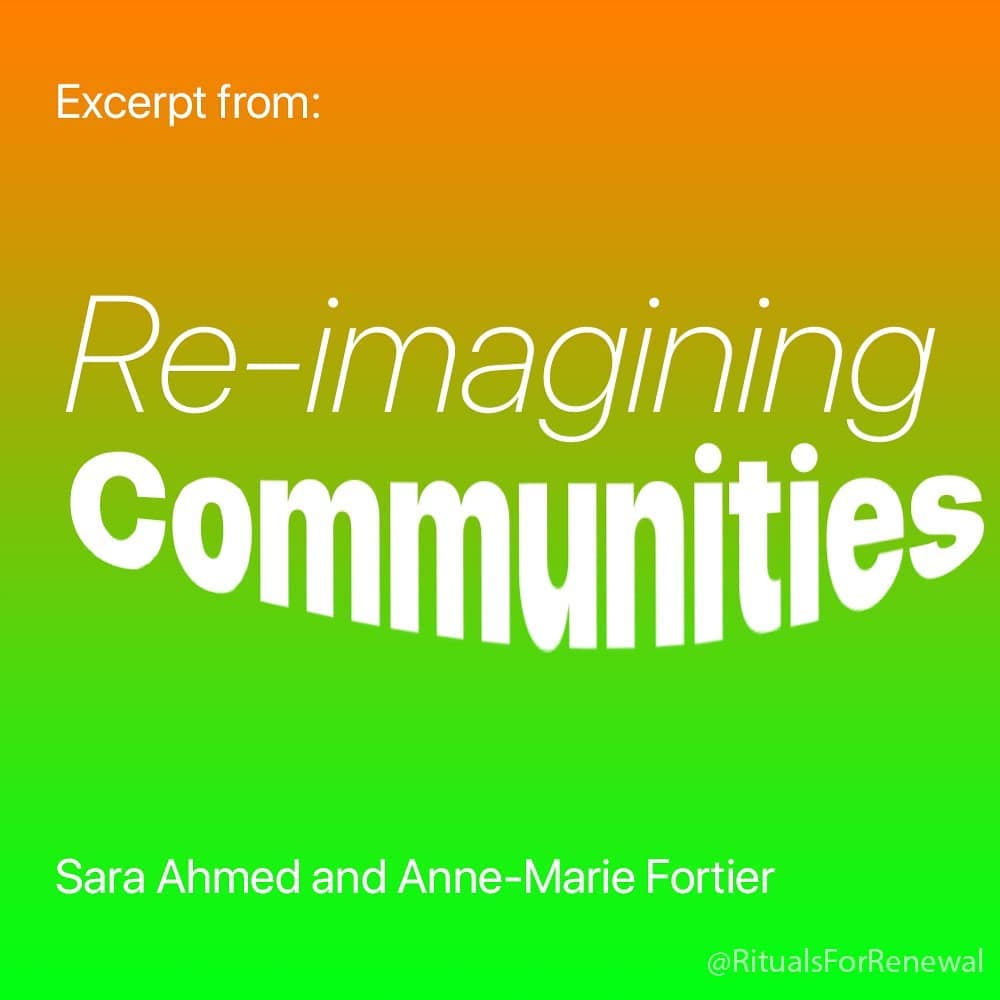 Excerpt from:
Re-imagining
Communities
Sara Ahmed and Anne-Marie Fortier
@RitualsForRenewal